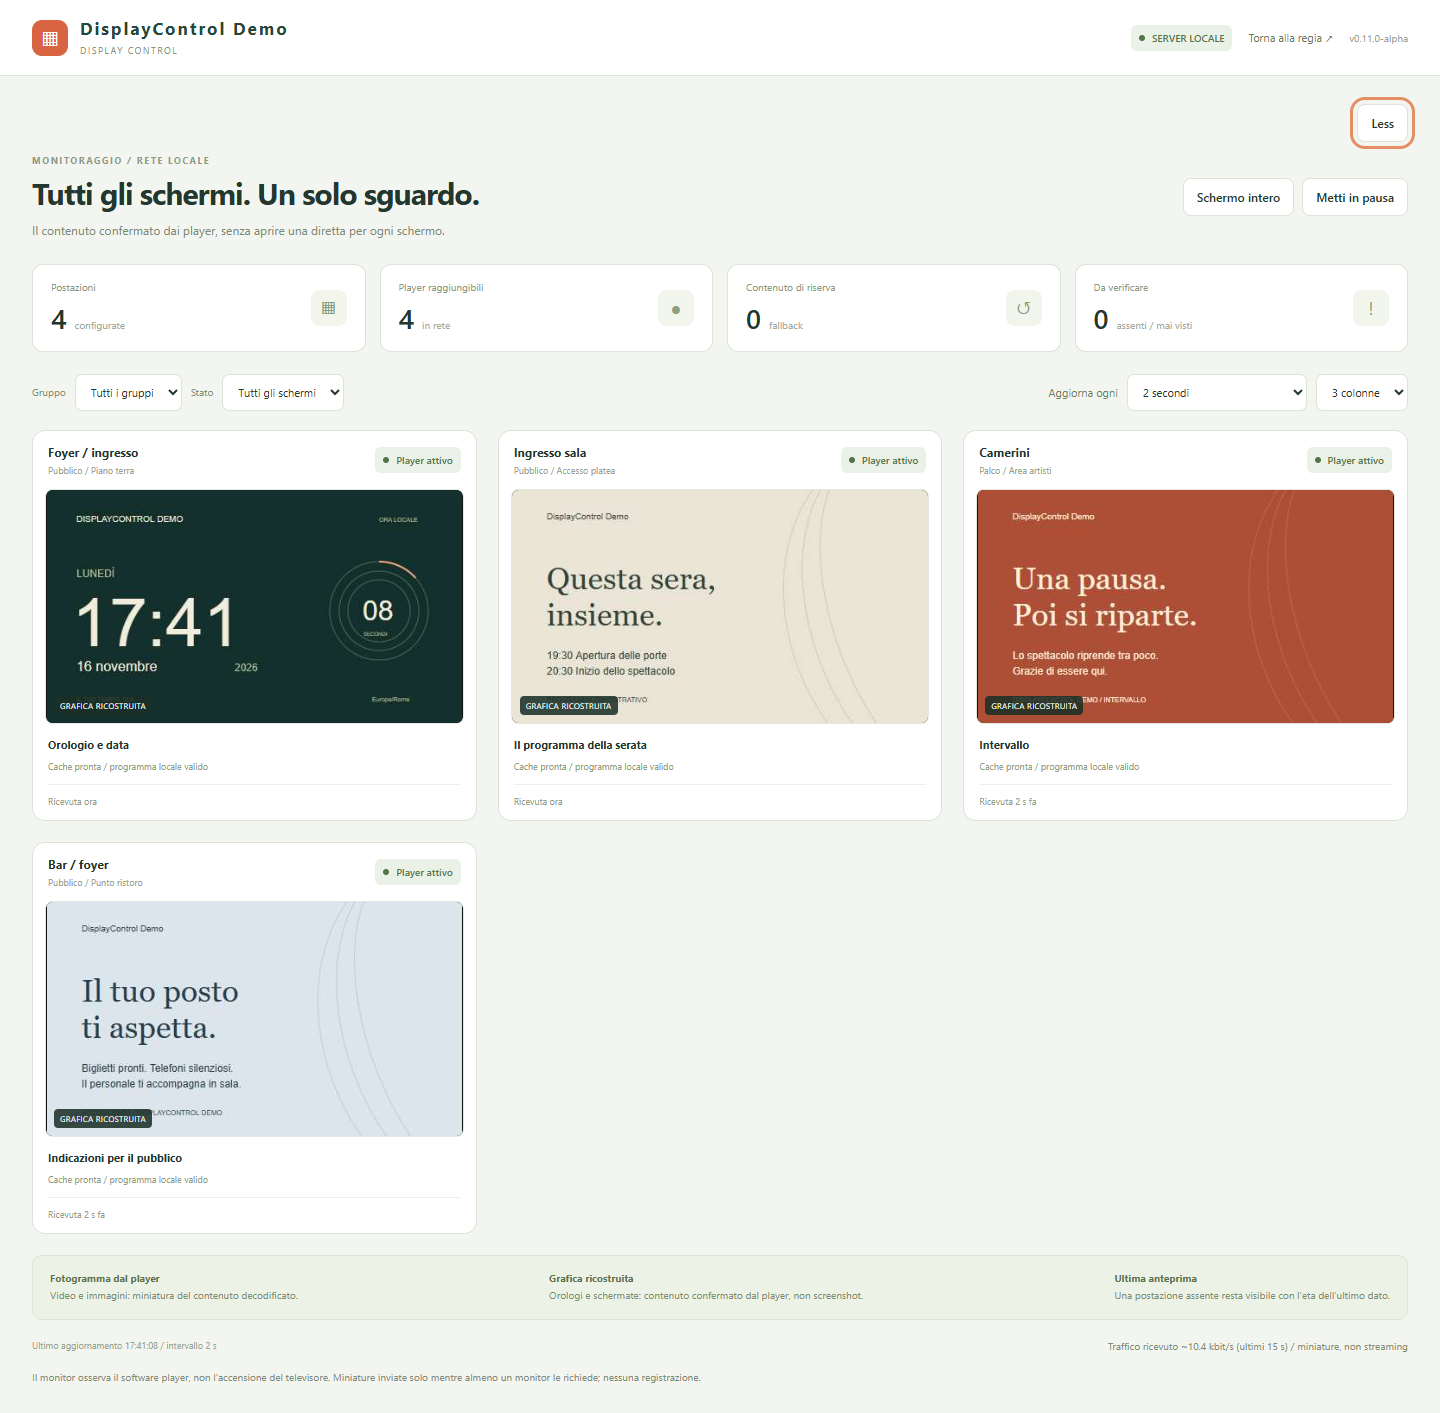 DisplayControl Demo
DISPLAY CONTROL
SERVER LOCALE
Torna alla regia ↗
v0.11.0-alpha
Less
MONITORAGGIO / RETE LOCALE
Tutti gli schermi. Un solo sguardo.
Il contenuto confermato dai player, senza aprire una diretta per ogni schermo.
Schermo intero
Metti in pausa
Postazioni
4 configurate
Player raggiungibili
4 in rete
Contenuto di riserva
0 fallback
Da verificare
0 assenti / mai visti
!
Gruppo
Tutti i gruppi
Stato
Tutti gli schermi
Aggiorna ogni
2 secondi
3 colonne
Foyer / ingresso
Pubblico / Piano terra
Player attivo
DISPLAYCONTROL DEMO
ORA LOCALE
LUNEDÌ
17:41
16 novembre
2026
08
SECONDI
Europe/Rome
GRAFICA RICOSTRUITA
Orologio e data
Cache pronta / programma locale valido
Ricevuta ora
Ingresso sala
Pubblico / Accesso platea
Player attivo
DisplayControl Demo
Questa sera,
insieme.
19:30 Apertura delle porte
20:30 Inizio dello spettacolo
GRAFICA RICOSTRUITA
TRATIVO
Il programma della serata
Cache pronta / programma locale valido
Ricevuta ora
Camerini
Palco / Area artisti
Player attivo
DisplayControl Demo
Una pausa.
Poi si riparte.
Lo spettacolo riprende tra poco.
Grazie di essere qui.
GRAFICA RICOSTRUITA
EMO / INTERVALLO
Intervallo
Cache pronta / programma locale valido
Ricevuta 2 s fa
Bar / foyer
Pubblico / Punto ristoro
Player attivo
DisplayControl Demo
Il tuo posto
ti aspetta.
Biglietti pronti. Telefoni silenziosi.
Il personale ti accompagna in sala.
GRAFICA RICOSTRUITA
LAYCONTROL DEMO
Indicazioni per il pubblico
Cache pronta / programma locale valido
Ricevuta 2 s fa
Fotogramma dal player
Video e immagini: miniatura del contenuto decodificato.
Grafica ricostruita
Orologi e schermate: contenuto confermato dal player, non screenshot.
Ultima anteprima
Una postazione assente resta visibile con l'eta dell'ultimo dato.
Ultimo aggiornamento 17:41:08 / intervallo 2 s
Traffico ricevuto ~10.4 kbit/s (ultimi 15 s) / miniature, non streaming
Il monitor osserva il software player, non l'accensione del televisore. Miniature inviate solo mentre almeno un monitor le richiede; nessuna registrazione.